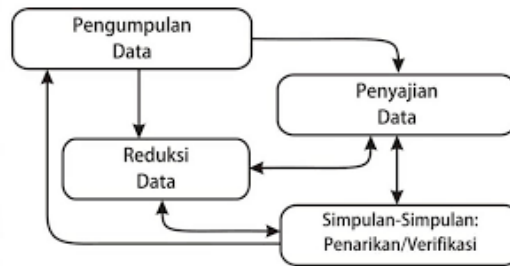 Pengumpulan
Data
Penyajian
Data
Reduksi
Data
Simpulan-Simpulan:
Penarikan/Verifikasi